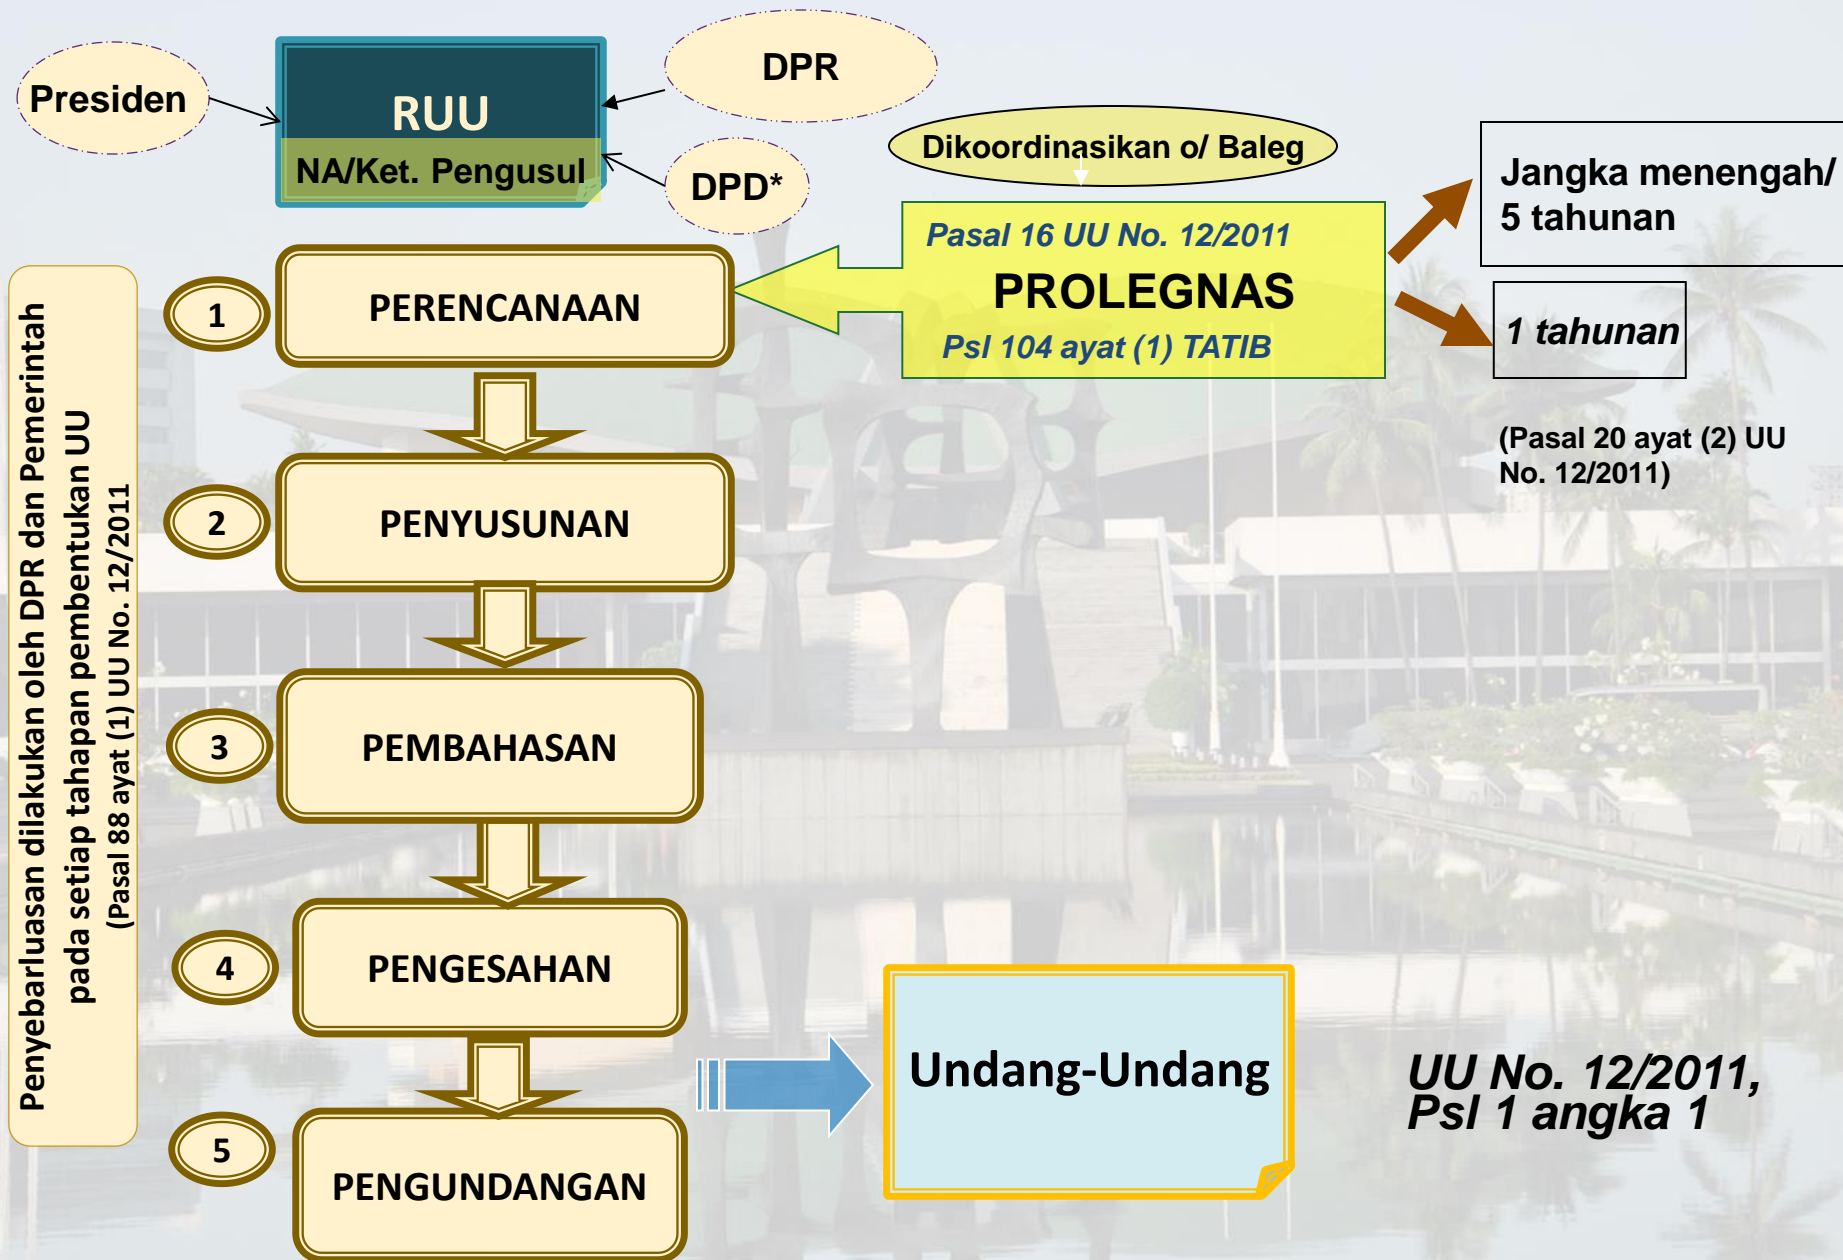 Presiden
RUU
NA/Ket. Pengusul
DPR
DPD*
Dikoordinasikan o/ Baleg
Pasal 16 UU No. 12/2011
PROLEGNAS
Psl 104 ayat (1) TATIB
Jangka menengah/
5 tahunan
1 tahunan
(Pasal 20 ayat (2) UU
No. 12/2011)
Penyebarluasan dilakukan oleh DPR dan Pemerintah
pada setiap tahapan pembentukan UU
(Pasal 88 ayat (1) UU No. 12/2011
1
PERENCANAAN
2
PENYUSUNAN
3
PEMBAHASAN
4
PENGESAHAN
5
PENGUNDANGAN
Undang-Undang
UU No. 12/2011,
Psl 1 angka 1